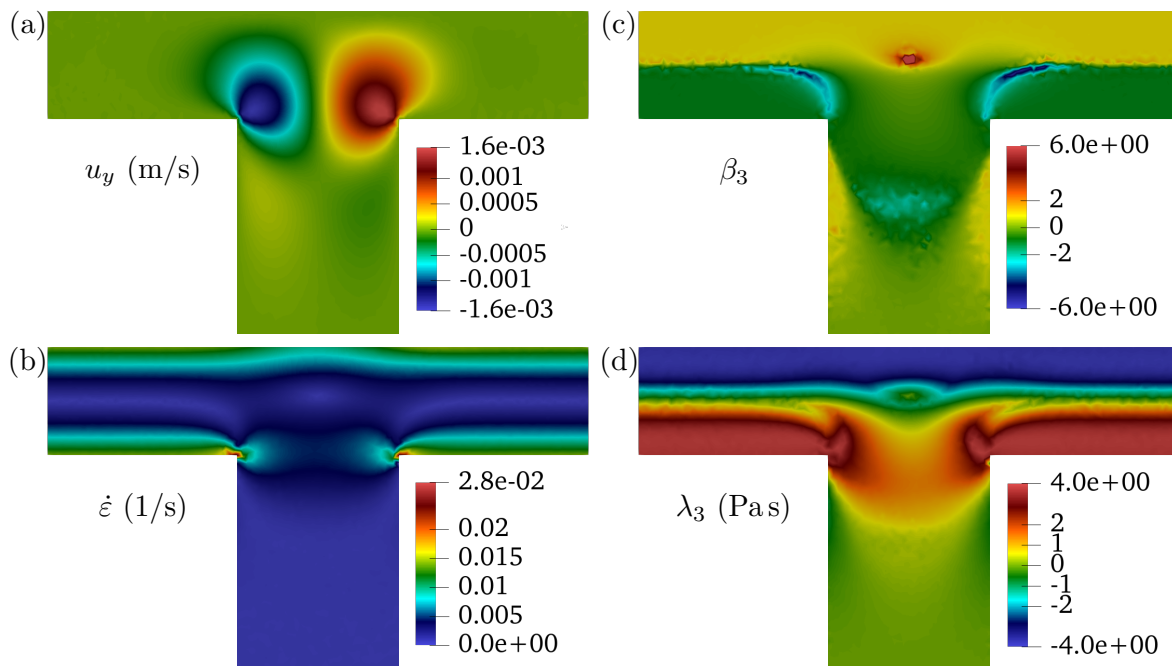 (a)
u_y (m/s)
1.6e-03
0.001
0.0005
0
-0.0005
-0.001
-1.6e-03
(c)
β_3
6.0e+00
2
0
-2
-6.0e+00
(b)
ε̇ (1/s)
2.8e-02
0.02
0.015
0.01
0.005
0.0e+00
(d)
λ_3 (Pa s)
4.0e+00
2
1
0
-1
-2
-4.0e+00